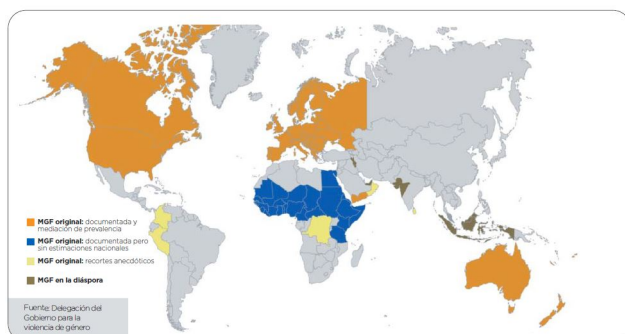 MGF original: documentada y
mediación de prevalencia
MGF original: documentada pero
sin estimaciones nacionales
MGF original: recortes anecdóticos
MGF en la diáspora
Fuente: Delegación del
Gobierno para la
violencia de género